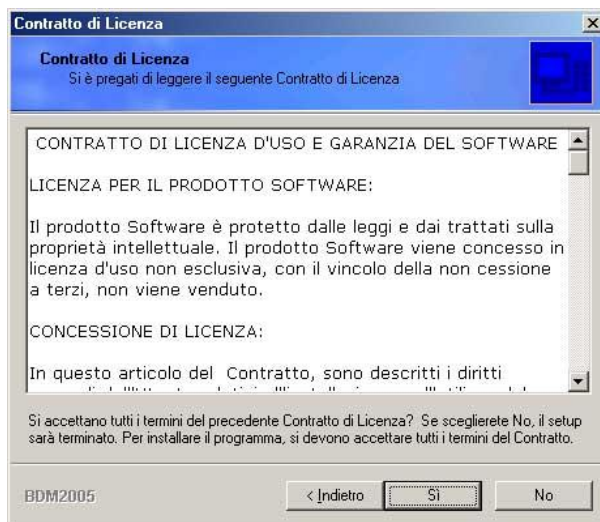 Contratto di Licenza
Contratto di Licenza
Si è pregati di leggere il seguente Contratto di Licenza
CONTRATTO DI LICENZA D'USO E GARANZIA DEL SOFTWARE
LICENZA PER IL PRODOTTO SOFTWARE:
Il prodotto Software è protetto dalle leggi e dai trattati sulla
proprietà intellettuale. Il prodotto Software viene concesso in
licenza d'uso non esclusiva, con il vincolo della non cessione
a terzi, non viene venduto.
CONCESSIONE DI LICENZA:
In questo articolo del Contratto, sono descritti i diritti
Si accettano tutti i termini del precedente Contratto di Licenza? Se sceglierete No, il setup
sarà terminato. Per installare il programma, si devono accettare tutti i termini del Contratto.
BDM2005
< Indietro
Sì
No